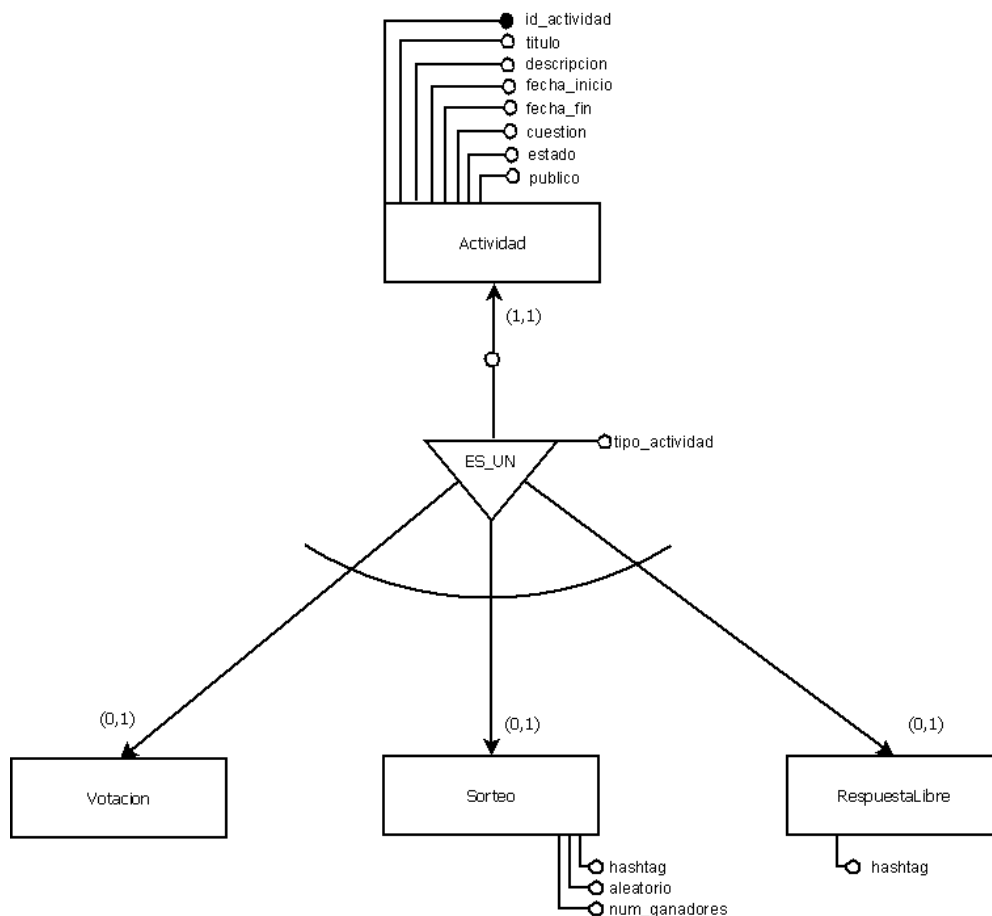 id_actividad
titulo
descripcion
fecha_inicio
fecha_fin
cuestion
estado
publico
Actividad
(1,1)
tipo_actividad
ES_UN
(0,1)
(0,1)
(0,1)
Votacion
Sorteo
RespuestaLibre
hashtag
aleatorio
num_ganadores
hashtag